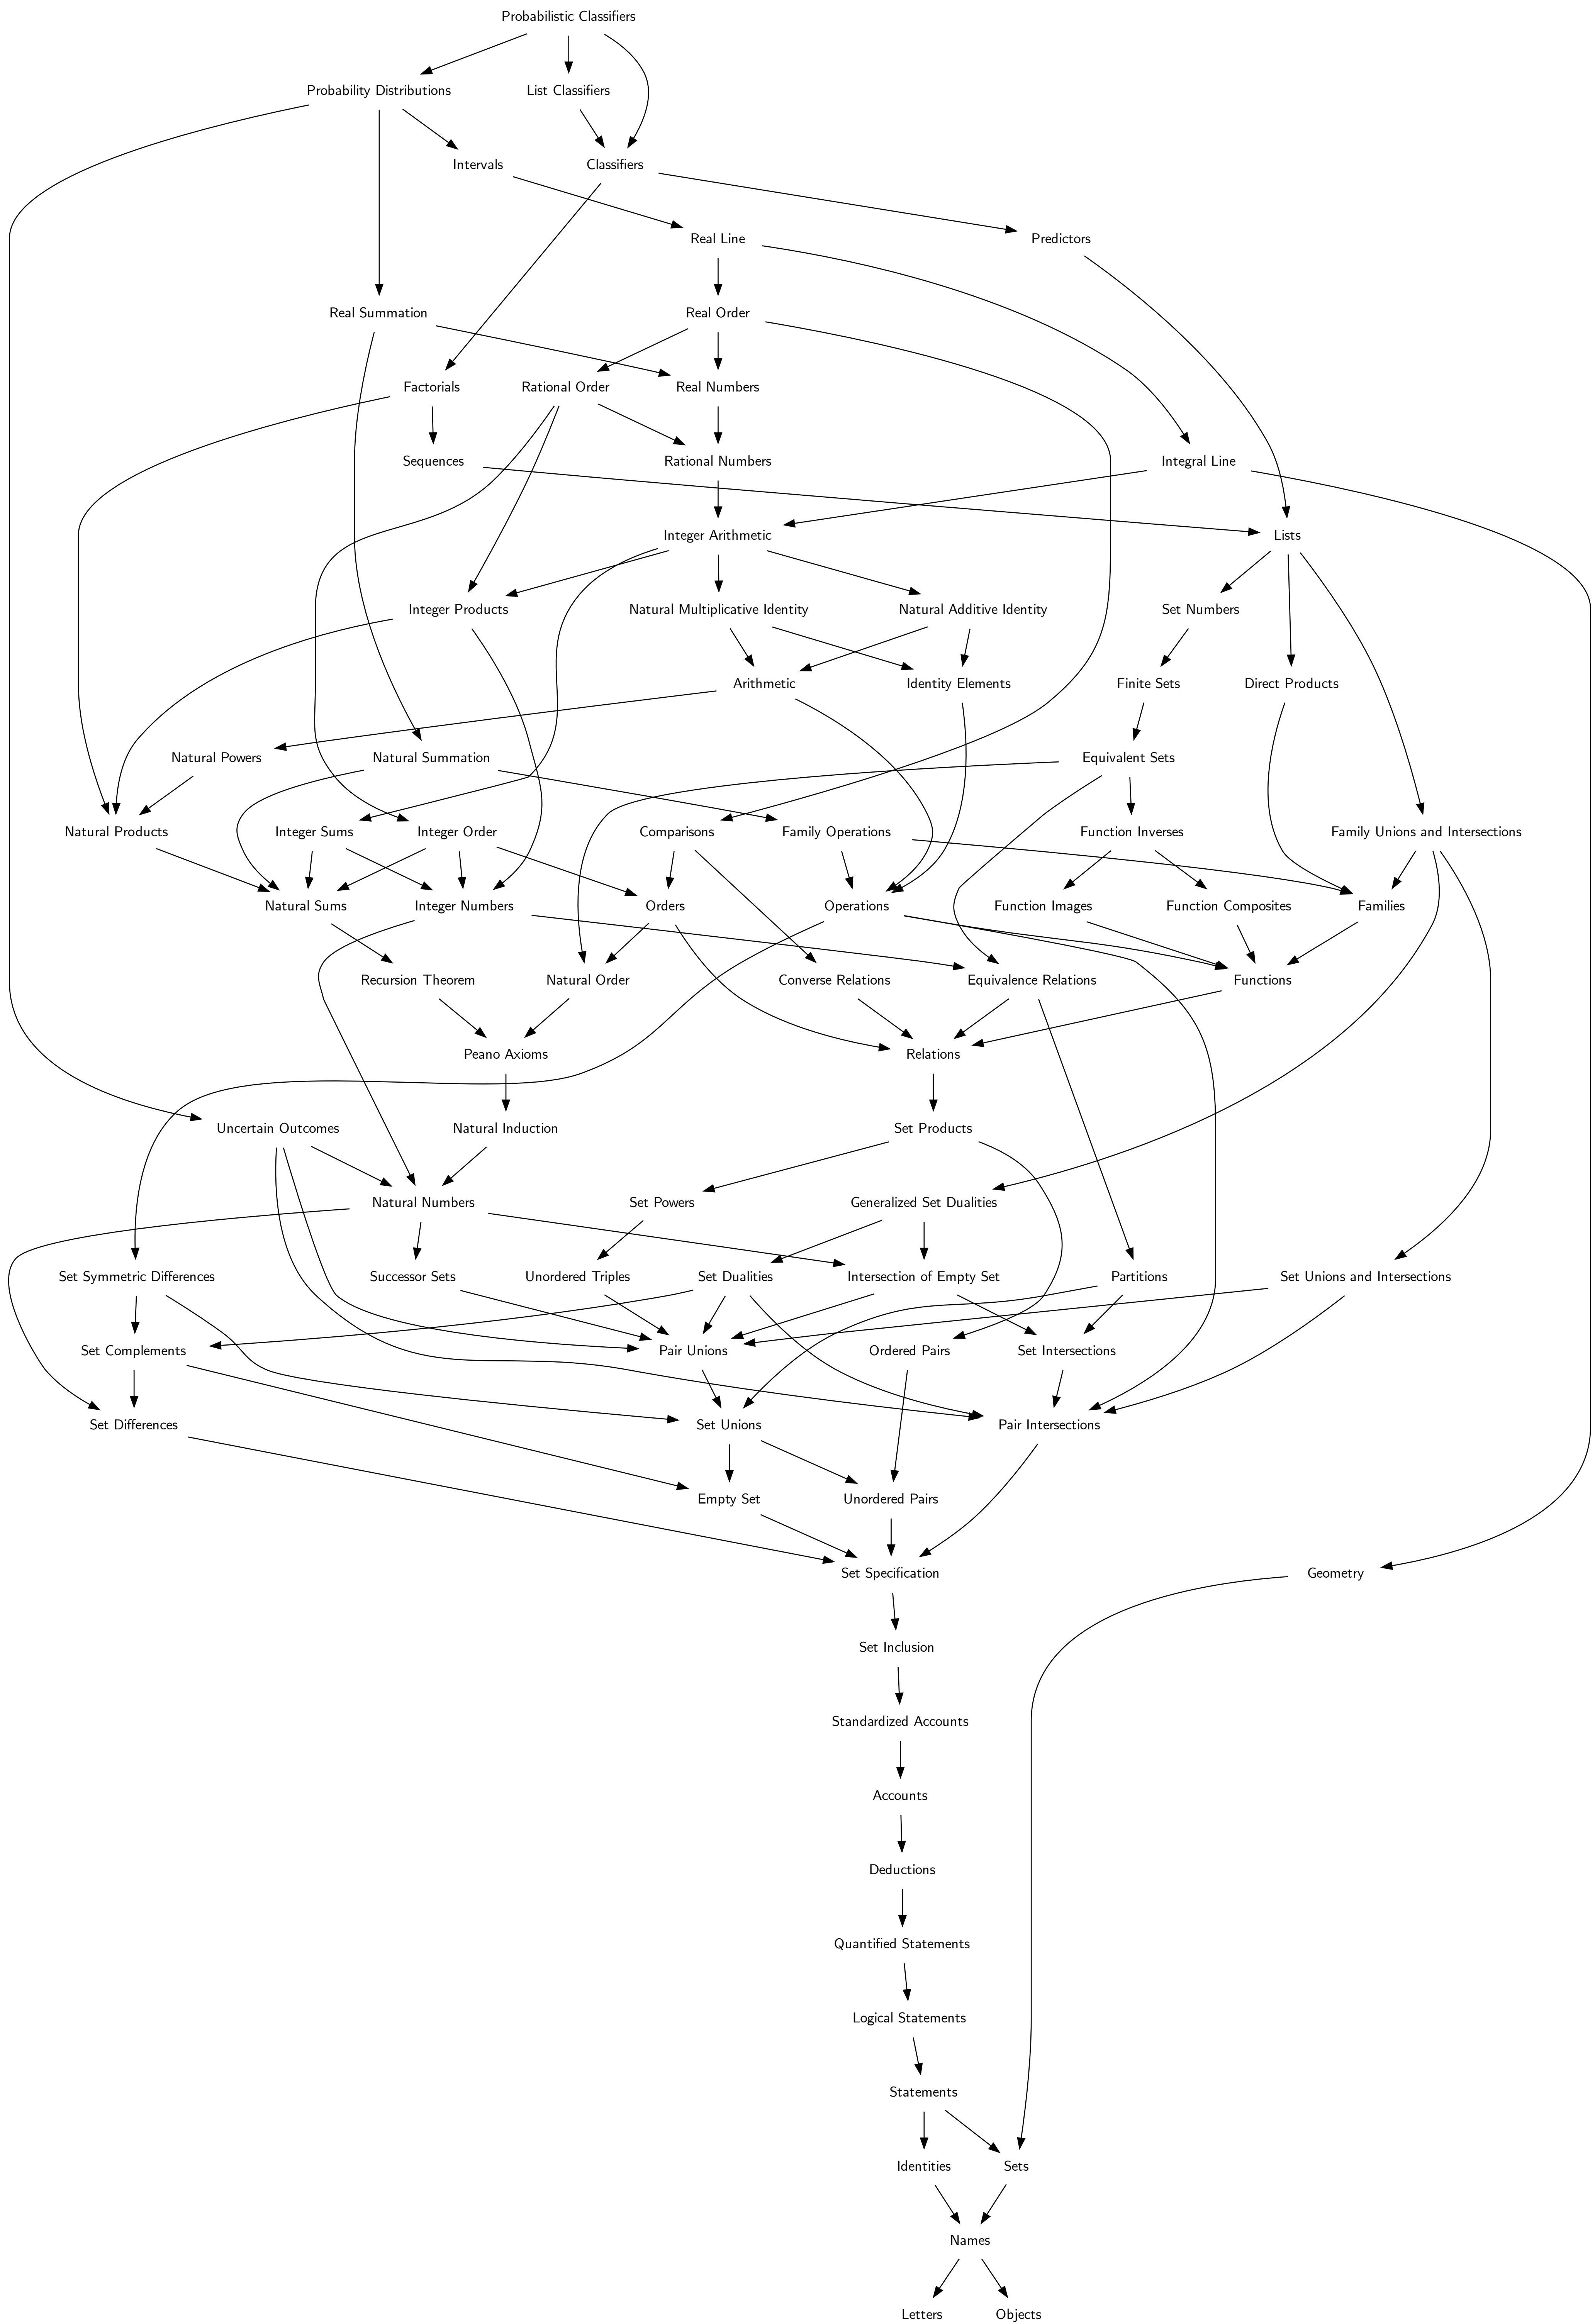 Probabilistic Classifiers
Probability Distributions
List Classifiers
Intervals
Classifiers
Real Line
Predictors
Real Summation
Real Order
Factorials
Rational Order
Real Numbers
Sequences
Rational Numbers
Integral Line
Integer Arithmetic
Lists
Integer Products
Natural Multiplicative Identity
Natural Additive Identity
Set Numbers
Arithmetic
Identity Elements
Finite Sets
Direct Products
Natural Powers
Natural Summation
Equivalent Sets
Natural Products
Integer Sums
Integer Order
Comparisons
Family Operations
Function Inverses
Family Unions and Intersections
Natural Sums
Integer Numbers
Orders
Operations
Function Images
Function Composites
Families
Recursion Theorem
Natural Order
Converse Relations
Equivalence Relations
Functions
Peano Axioms
Relations
Uncertain Outcomes
Natural Induction
Set Products
Natural Numbers
Set Powers
Generalized Set Dualities
Set Symmetric Differences
Successor Sets
Unordered Triples
Set Dualities
Intersection of Empty Set
Partitions
Set Unions and Intersections
Set Complements
Pair Unions
Ordered Pairs
Set Intersections
Set Differences
Set Unions
Pair Intersections
Empty Set
Unordered Pairs
Set Specification
Geometry
Set Inclusion
Standardized Accounts
Accounts
Deductions
Quantified Statements
Logical Statements
Statements
Identities
Sets
Names
Letters
Objects